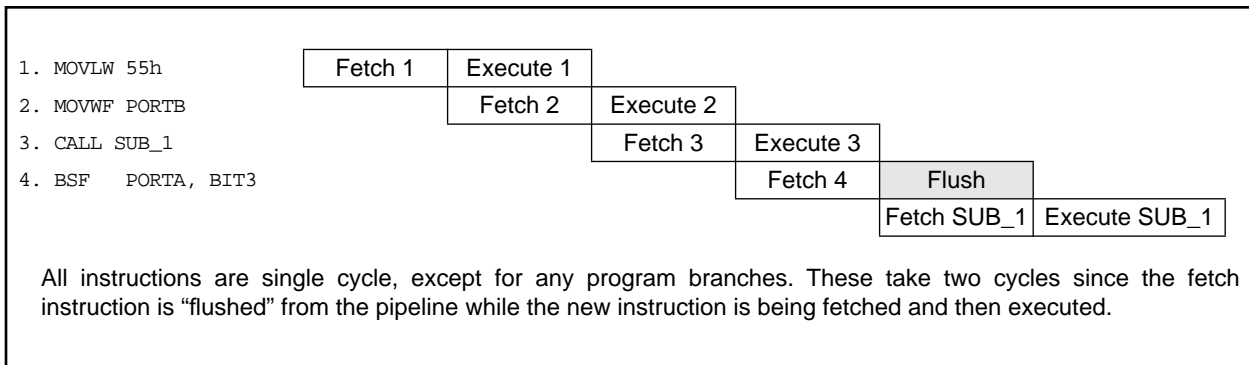 1. MOVLW 55h Fetch 1 Execute 1
2. MOVWF PORTB Fetch 2 Execute 2
3. CALL SUB_1 Fetch 3 Execute 3
4. BSF PORTA, BIT3 Fetch 4 Flush
Fetch SUB_1 Execute SUB_1
All instructions are single cycle, except for any program branches. These take two cycles since the fetch
instruction is “flushed” from the pipeline while the new instruction is being fetched and then executed.